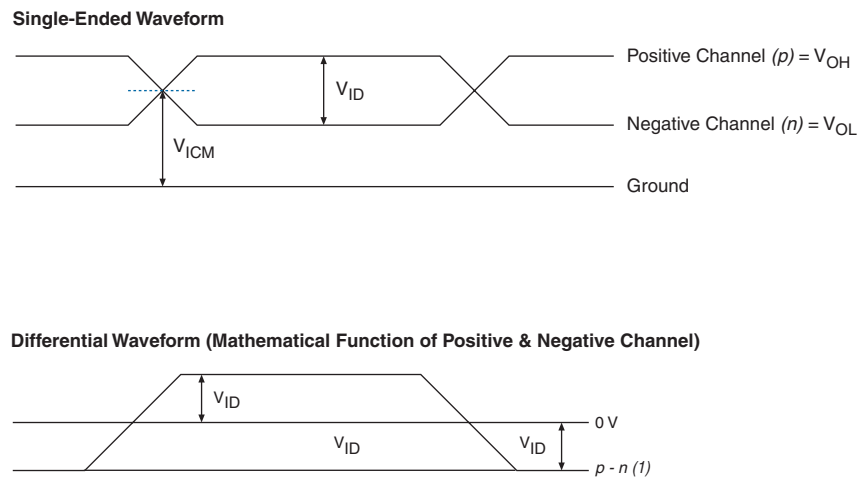 Single-Ended Waveform
Positive Channel (p) = VOH
VID
Negative Channel (n) = VOL
VICM
Ground
Differential Waveform (Mathematical Function of Positive & Negative Channel)
VID
0 V
VID
VID
p - n (1)